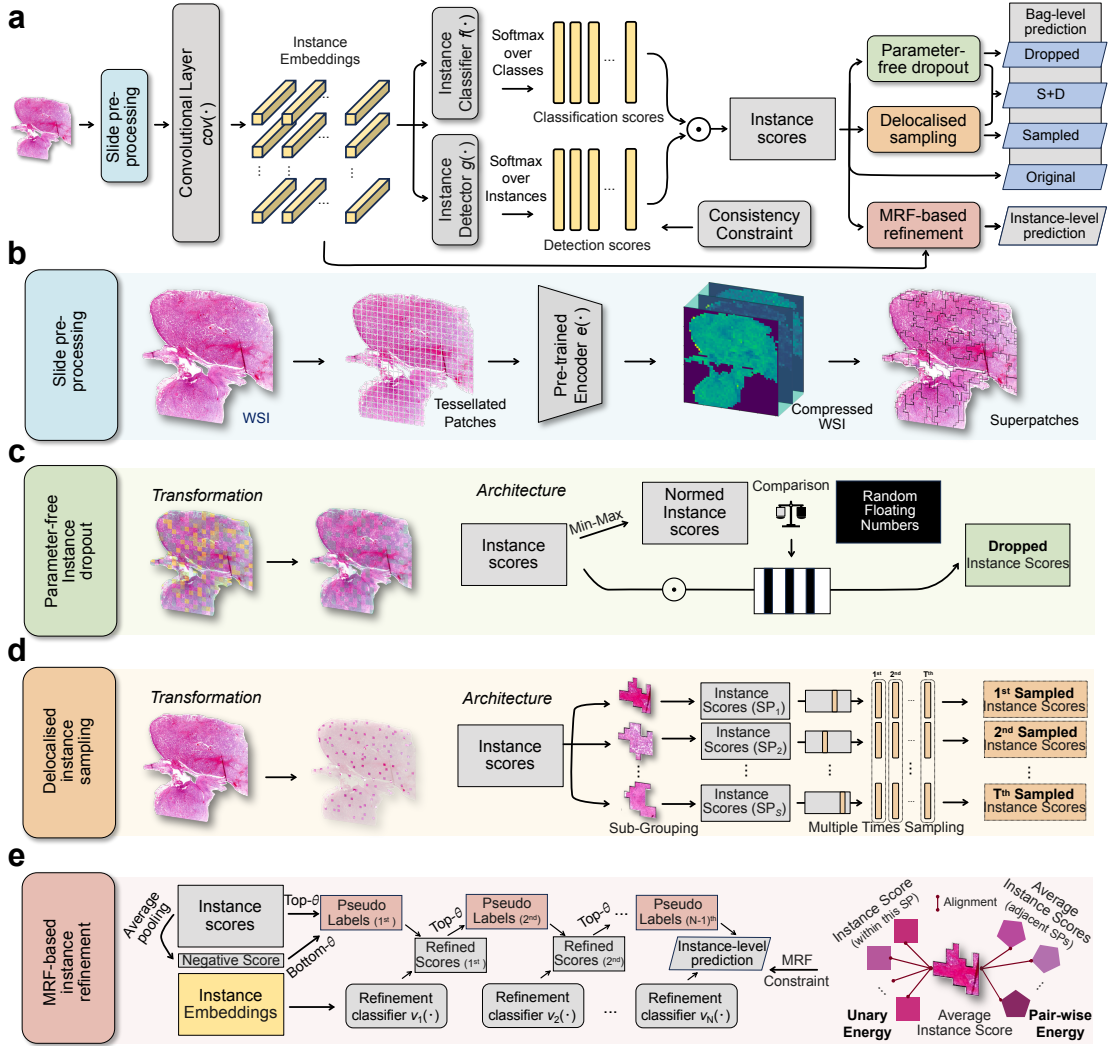 a
Slide pre-
processing
Convolutional Layer
cov(·)
Instance
Embeddings
...
...
...
Instance
Classifier f(·)
Instance
Detector g(·)
Softmax
over
Classes
Softmax
over
Instances
...
Classification scores
...
Detection scores
Consistency
Constraint
Instance
scores
Parameter-
free dropout
Delocalised
sampling
MRF-based
refinement
Bag-level
prediction
Dropped
S+D
Sampled
Original
Instance-level
prediction
b
Slide pre-
processing
WSI
Tessellated
Patches
Pre-trained
Encoder e(·)
Compressed
WSI
Superpatches
c
Parameter-free
Instance
dropout
Transformation
Architecture
Instance
scores
Min-Max
Normed
Instance
scores
Comparison
Random
Floating
Numbers
Dropped
Instance Scores
d
Delocalised
instance
sampling
Transformation
Architecture
Instance
scores
Sub-Grouping
Instance
Scores (SP1)
Instance
Scores (SP2)
Instance
Scores (SPS)
1st 2nd Tth
...
...
Multiple Times Sampling
1st Sampled
Instance Scores
2nd Sampled
Instance Scores
Tth Sampled
Instance Scores
e
MRF-based
instance
refinement
Average
pooling
Instance
scores
Negative Score
Instance
Embeddings
Top-θ
Bottom-θ
Pseudo
Labels (1st)
Top-θ
Refined
Scores (1st)
Refinement
classifier v1(·)
Pseudo
Labels (2nd)
Top-θ
...
Refined
Scores (2nd)
...
Refinement
classifier v2(·)
...
Pseudo
Labels (N-1)th
Instance-level
prediction
Refinement
classifier vN(·)
MRF
Constraint
Instance Score
(within this SP)
Alignment
Average
Instance Scores
(adjacent SPs)
Unary
Energy
Average
Instance Score
Pair-wise
Energy